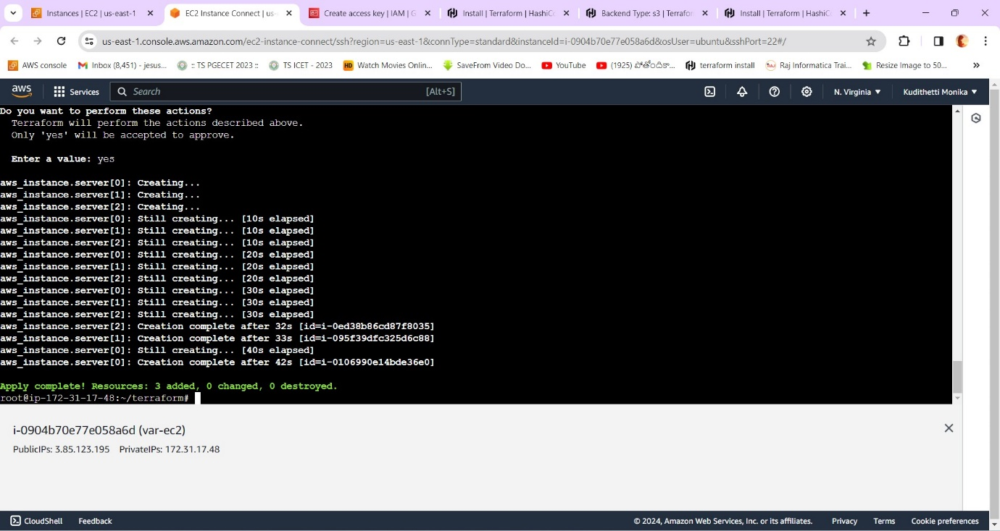 Instances | EC2 | us-east-1
EC2 Instance Connect | us-
Create access key | IAM | G
Install | Terraform | HashiCo
Backend Type: s3 | Terrafor
Install | Terraform | HashiC
us-east-1.console.aws.amazon.com/ec2-instance-connect/ssh?region=us-east-1&connType=standard&instanceId=i-0904b70e77e058a6d&osUser=ubuntu&sshPort=22#/
AWS console
Inbox (8,451) - jesus...
:: TS PGECET 2023 ::
TS ICET - 2023
HD Watch Movies Onlin...
SaveFrom Video Do...
YouTube
(1925)
terraform install
Raj Informatica Trai...
Resize Image to 50...
aws
Services
Search
[Alt+S]
N. Virginia
Kudithetti Monika
Do you want to perform these actions?
Terraform will perform the actions described above.
Only 'yes' will be accepted to approve.
Enter a value: yes
aws_instance.server[0]: Creating...
aws_instance.server[1]: Creating...
aws_instance.server[2]: Creating...
aws_instance.server[0]: Still creating... [10s elapsed]
aws_instance.server[1]: Still creating... [10s elapsed]
aws_instance.server[2]: Still creating... [10s elapsed]
aws_instance.server[0]: Still creating... [20s elapsed]
aws_instance.server[1]: Still creating... [20s elapsed]
aws_instance.server[2]: Still creating... [20s elapsed]
aws_instance.server[0]: Still creating... [30s elapsed]
aws_instance.server[1]: Still creating... [30s elapsed]
aws_instance.server[2]: Still creating... [30s elapsed]
aws_instance.server[2]: Creation complete after 32s [id=i-0ed38b86cd87f8035]
aws_instance.server[1]: Creation complete after 33s [id=i-095f39dfc325d6c88]
aws_instance.server[0]: Still creating... [40s elapsed]
aws_instance.server[0]: Creation complete after 42s [id=i-0106990e14bde36e0]
Apply complete! Resources: 3 added, 0 changed, 0 destroyed.
root@ip-172-31-17-48:~/terraform#
i-0904b70e77e058a6d (var-ec2)
PublicIPs: 3.85.123.195 PrivateIPs: 172.31.17.48
CloudShell
Feedback
© 2024, Amazon Web Services, Inc. or its affiliates.
Privacy
Terms
Cookie preferences